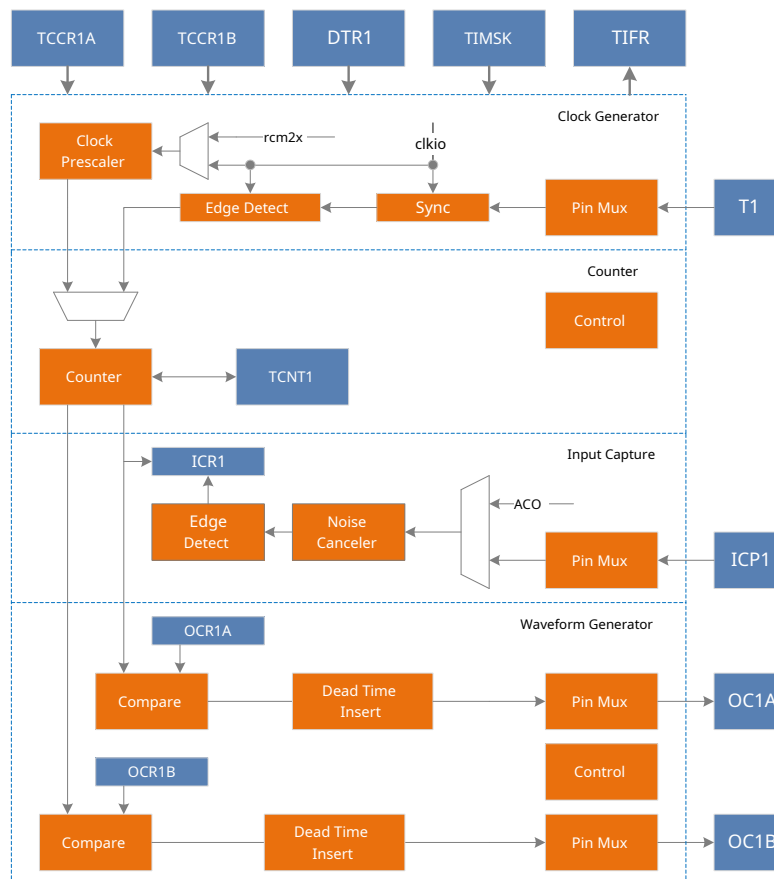 TCCR1A
TCCR1B
DTR1
TIMSK
TIFR
Clock Generator
Clock
Prescaler
rcm2x
clkio
Edge Detect
Sync
Pin Mux
T1
Counter
Control
Counter
TCNT1
Input Capture
ICR1
ACO
Edge
Detect
Noise
Canceler
Pin Mux
ICP1
Waveform Generator
OCR1A
Compare
Dead Time
Insert
Pin Mux
OC1A
Control
OCR1B
Compare
Dead Time
Insert
Pin Mux
OC1B